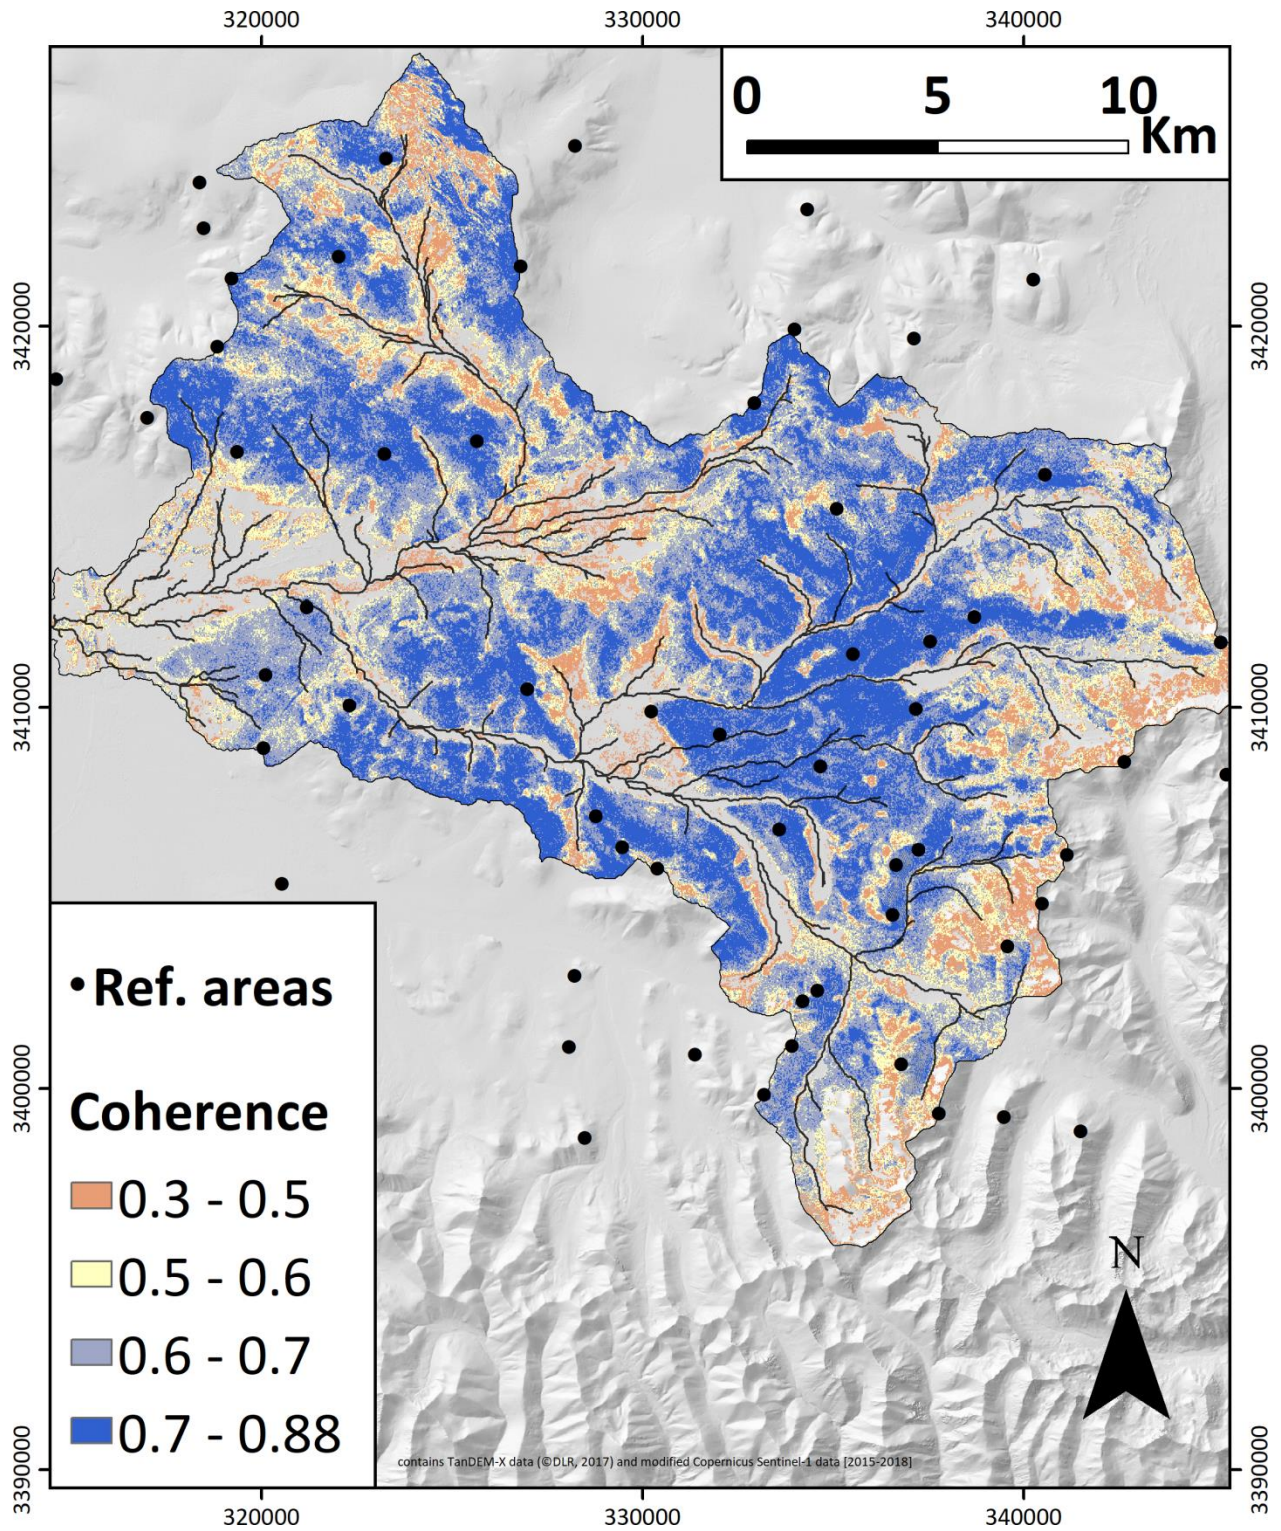 320000
330000
340000
0
5
10
Km
3420000
3420000
3410000
3410000
3400000
3400000
3390000
3390000
Ref. areas
Coherence
0.3 - 0.5
0.5 - 0.6
0.6 - 0.7
0.7 - 0.88
N
contains TanDEM-X data (©DLR, 2017) and modified Copernicus Sentinel-1 data [2015-2018]
320000
330000
340000